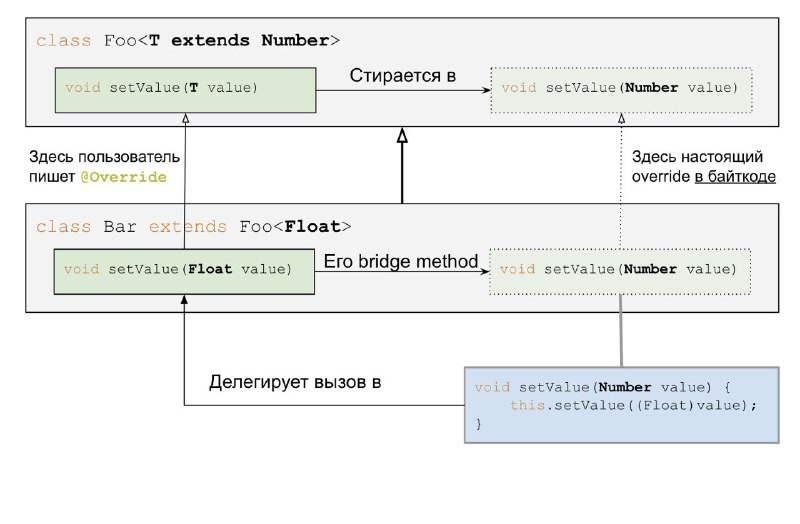 class Foo<T extends Number>
void setValue(T value)
Стирается в
void setValue(Number value)
Здесь пользователь
пишет @Override
Здесь настоящий
override в байткоде
class Bar extends Foo<Float>
void setValue(Float value)
Его bridge method
void setValue(Number value)
Делегирует вызов в
void setValue(Number value) {
this.setValue((Float)value);
}